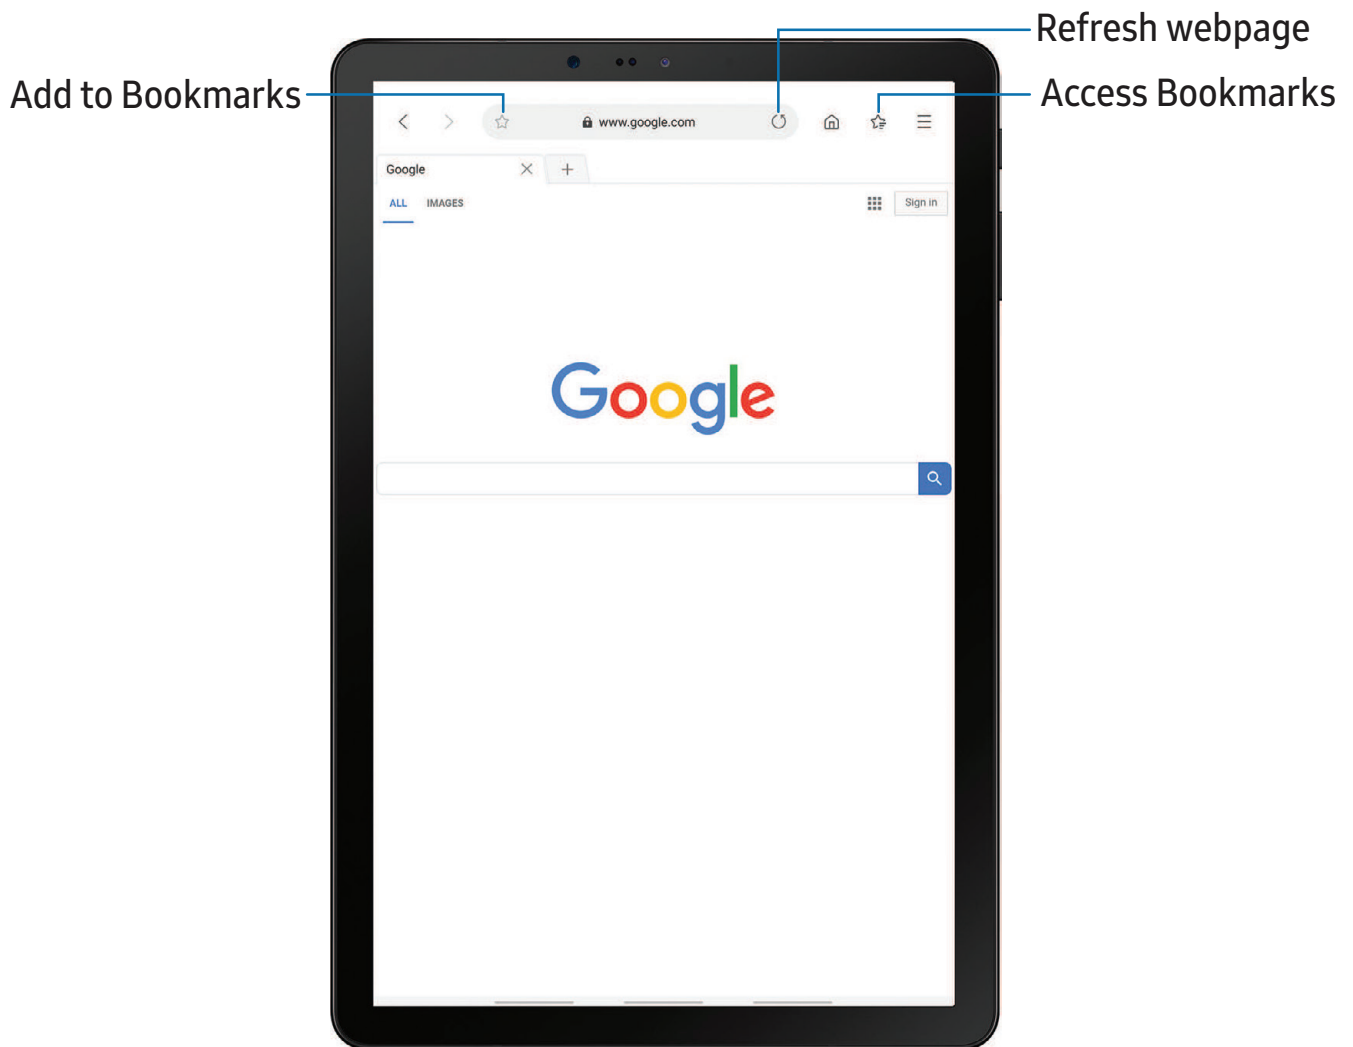 Refresh webpage
Add to Bookmarks
Access Bookmarks
www.google.com
Google
ALL IMAGES
Sign in
Google